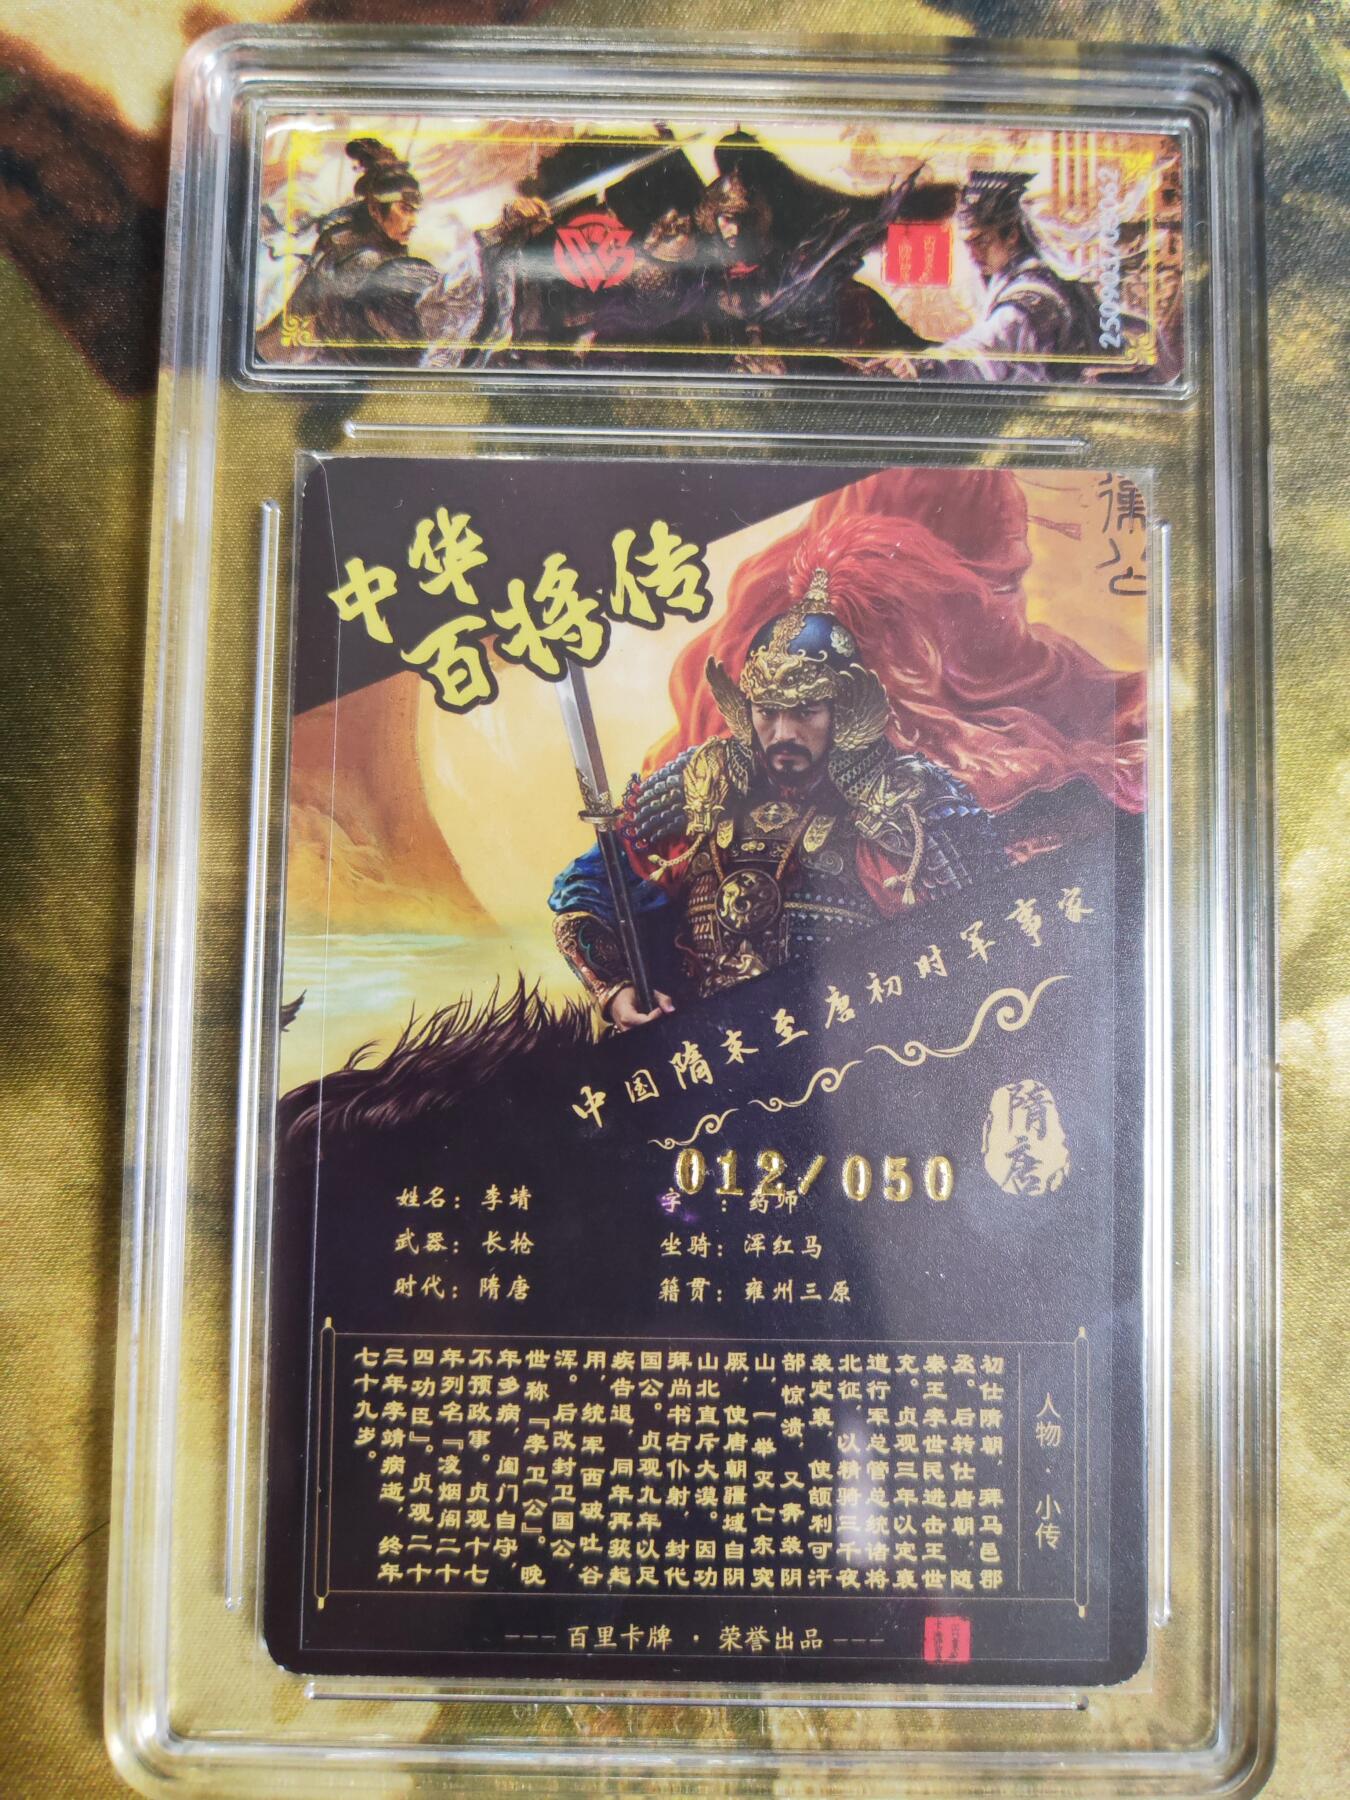 中华
百将传
中国隋末至唐初时军事家
隋唐
012/050
姓名：李靖
字　：药师
武器：长枪
坐骑：浑红马
时代：隋唐
籍贯：雍州三原
人物·小传
初仕隋朝，拜马邑郡
丞。后转仕唐朝，随
秦王李世民进击王世
充。贞观三年以定襄
道行军总管总统诸将
北征，以精骑三千夜
袭定襄，使颉利可汗
部惊溃，又奔袭阴
山，一举灭亡东突
厥，使唐朝疆域自阴
山北直斥大漠。因功
拜尚书右仆射，封代
国公。贞观九年以足
疾告退，同年再获起
用，统军西破吐谷
浑。后改封卫国公，
世称『李卫公』。晚
年多病，阖门自守，
不预政事。贞观十七
年列名『凌烟阁二十
四功臣』。贞观二十
三年李靖病逝，终年
七十九岁。
--- 百里卡牌 · 荣誉出品 ---